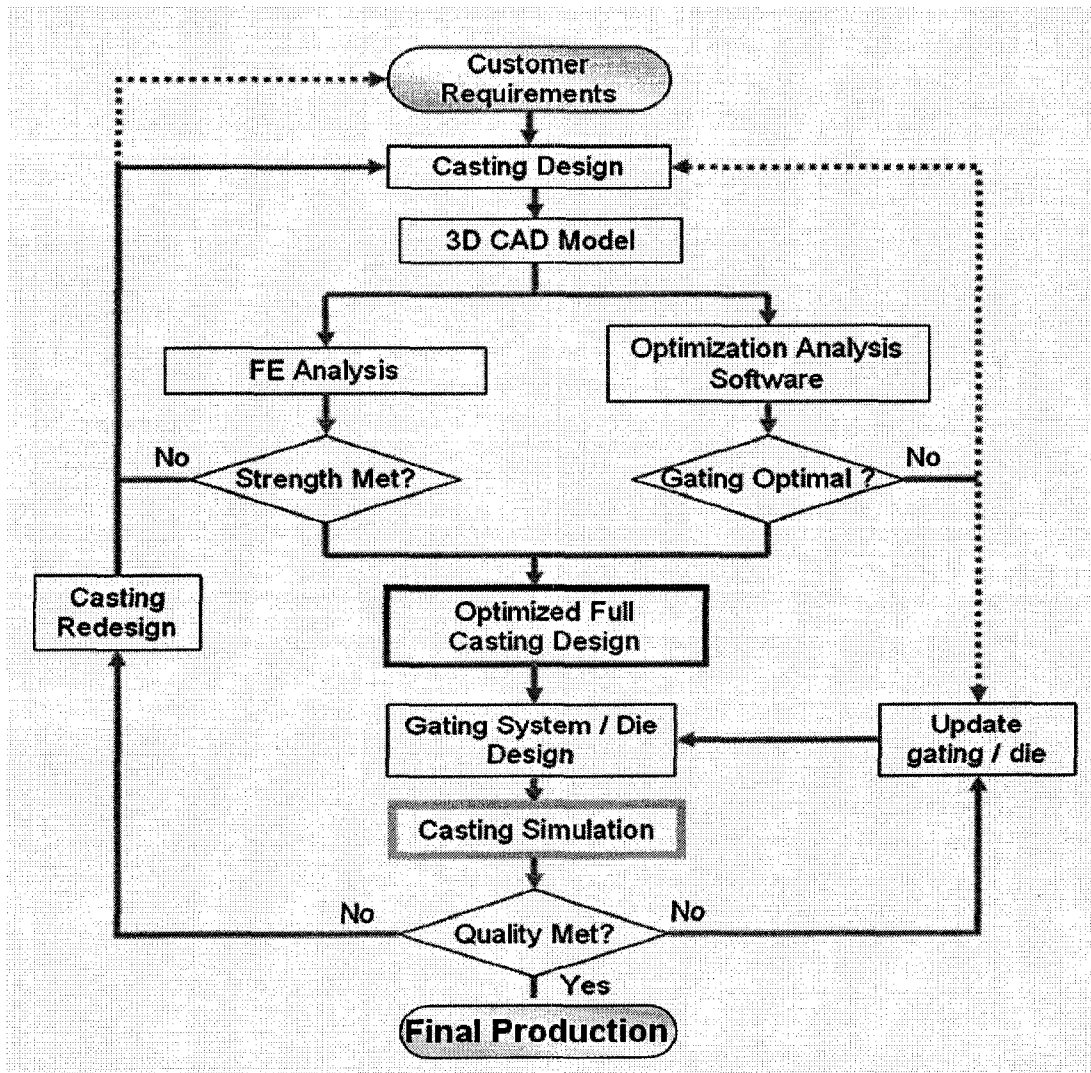 Customer
Requirements
Casting Design
3D CAD Model
FE Analysis
Optimization Analysis
Software
No
Strength Met?
Gating Optimal ?
No
Casting
Redesign
Optimized Full
Casting Design
Gating System / Die
Design
Update
gating / die
Casting Simulation
No
Quality Met?
No
Yes
Final Production